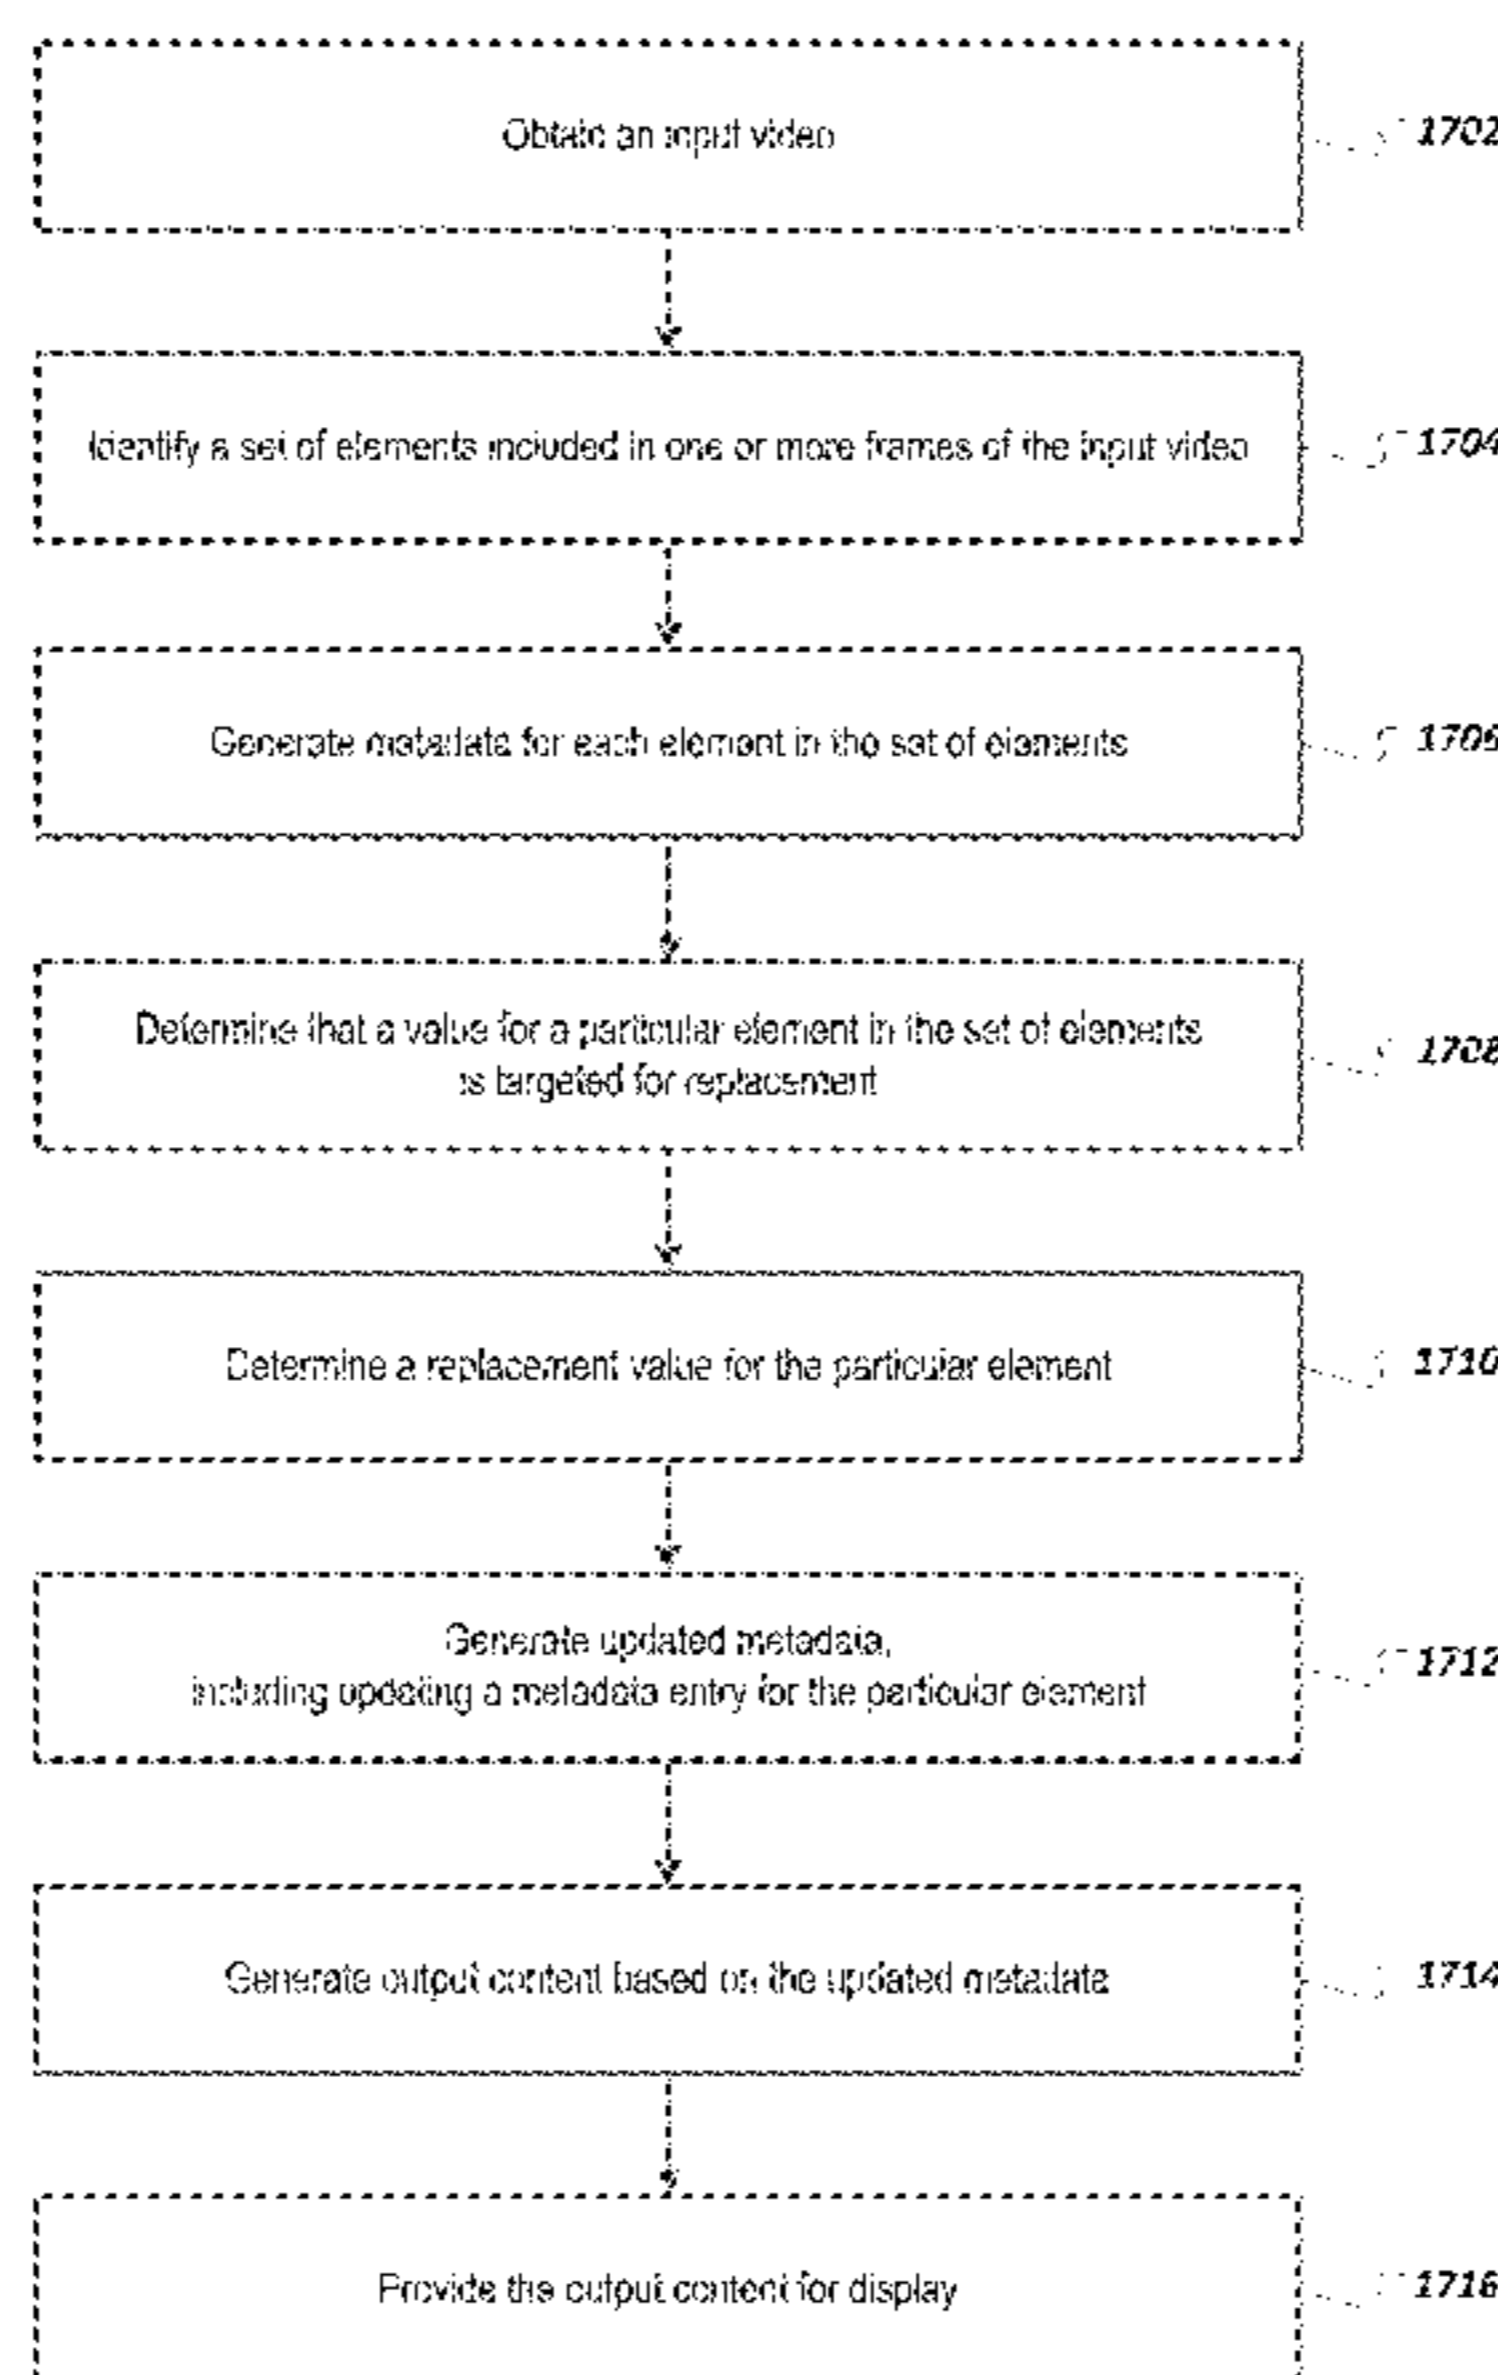 Obtain an input video
1702
Identify a set of elements included in one or more frames of the input video
1704
Generate metadata for each element in the set of elements
1706
Determine that a value for a particular element in the set of elements
is targeted for replacement
1708
Determine a replacement value for the particular element
1710
Generate updated metadata,
including updating a metadata entry for the particular element
1712
Generate output content based on the updated metadata
1714
Provide the output content for display
1716